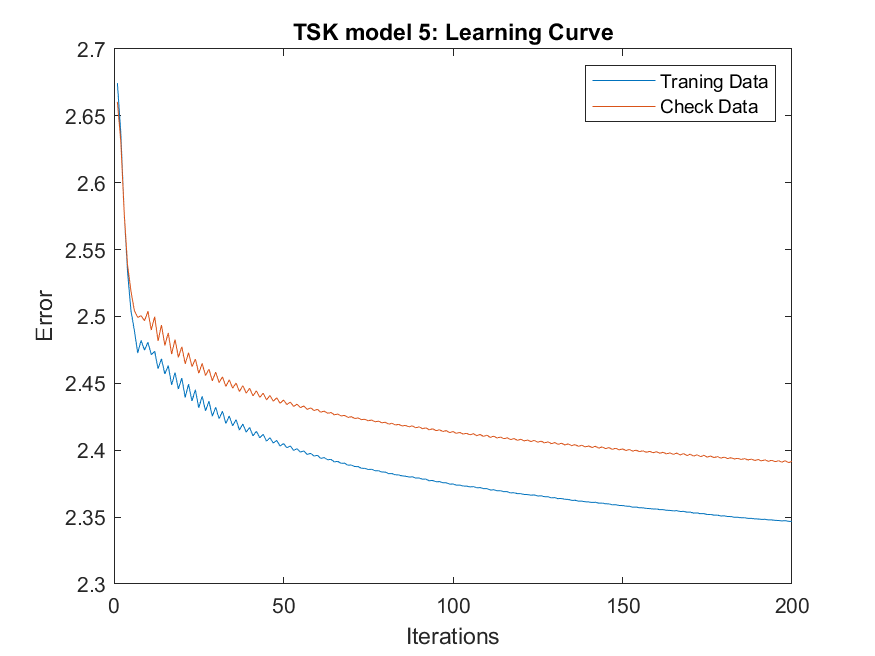 TSK model 5: Learning Curve
2.7
2.65
2.6
2.55
2.5
2.45
2.4
2.35
2.3
Error
Traning Data
Check Data
0 50 100 150 200
Iterations